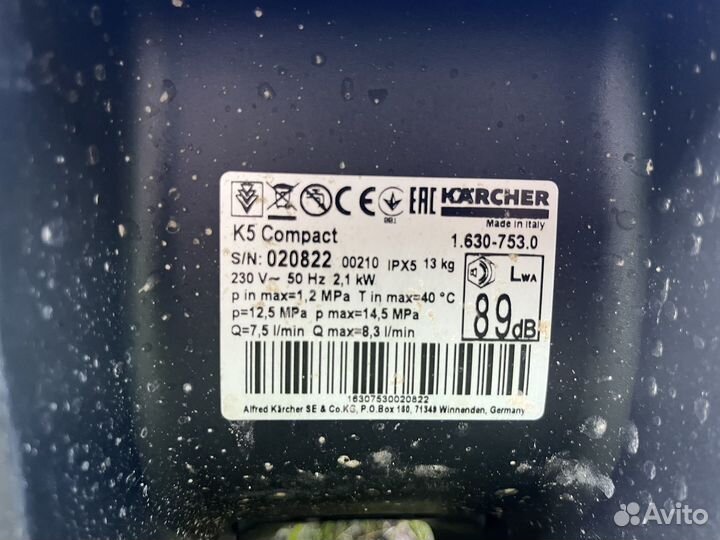 CE 001 EAC KÄRCHER
Made in Italy
K5 Compact 1.630-753.0
S/N: 020822 00210 IPX5 13 kg
230 V~ 50 Hz 2,1 kW
p in max=1,2 MPa T in max=40 °C
p=12,5 MPa p max=14,5 MPa
Q=7,5 l/min Q max=8,3 l/min
LWA
89dB
16307530020822
Alfred Kärcher SE & Co.KG, P.O.Box 160, 71349 Winnenden, Germany
Avito